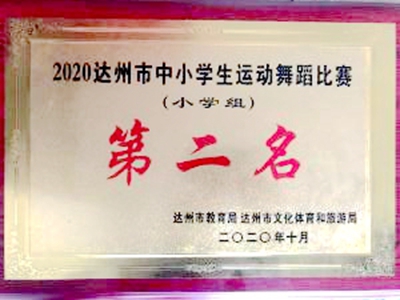 2020达州市中小学生运动舞蹈比赛
(小学组)
第二名
达州市教育局 达州市文化体育和旅游局
二〇二〇年十月